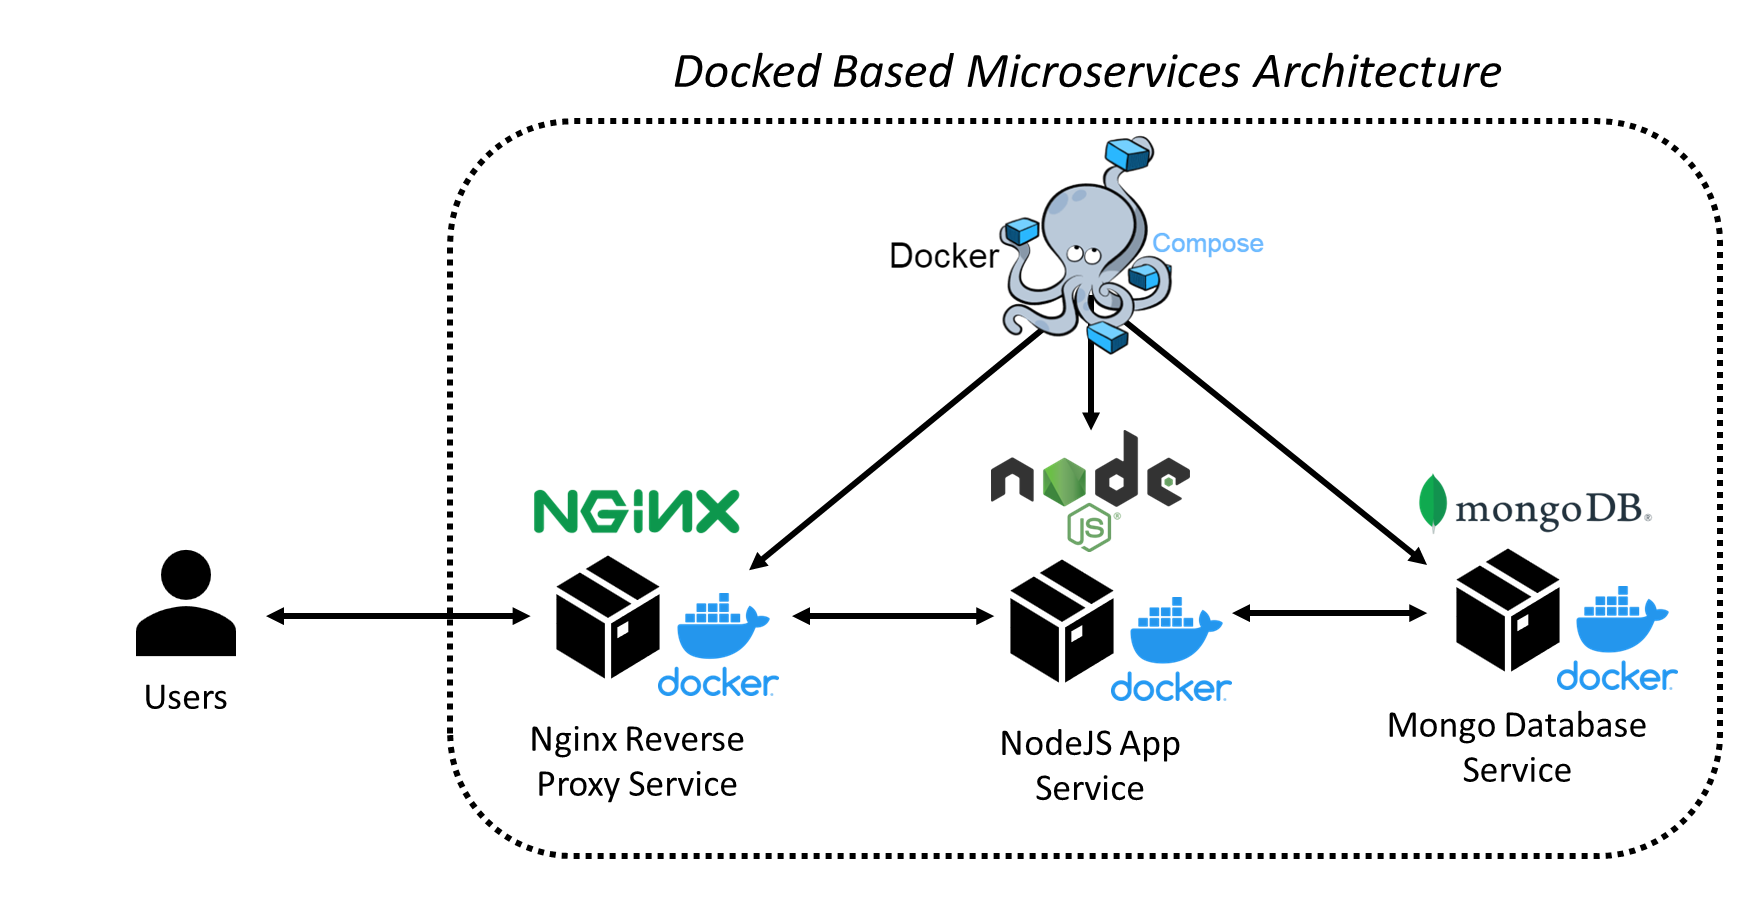 Docked Based Microservices Architecture
Docker
Compose
node
JS®
NGINX
mongoDB®
docker
docker
docker
Users
Nginx Reverse
Proxy Service
NodeJS App
Service
Mongo Database
Service